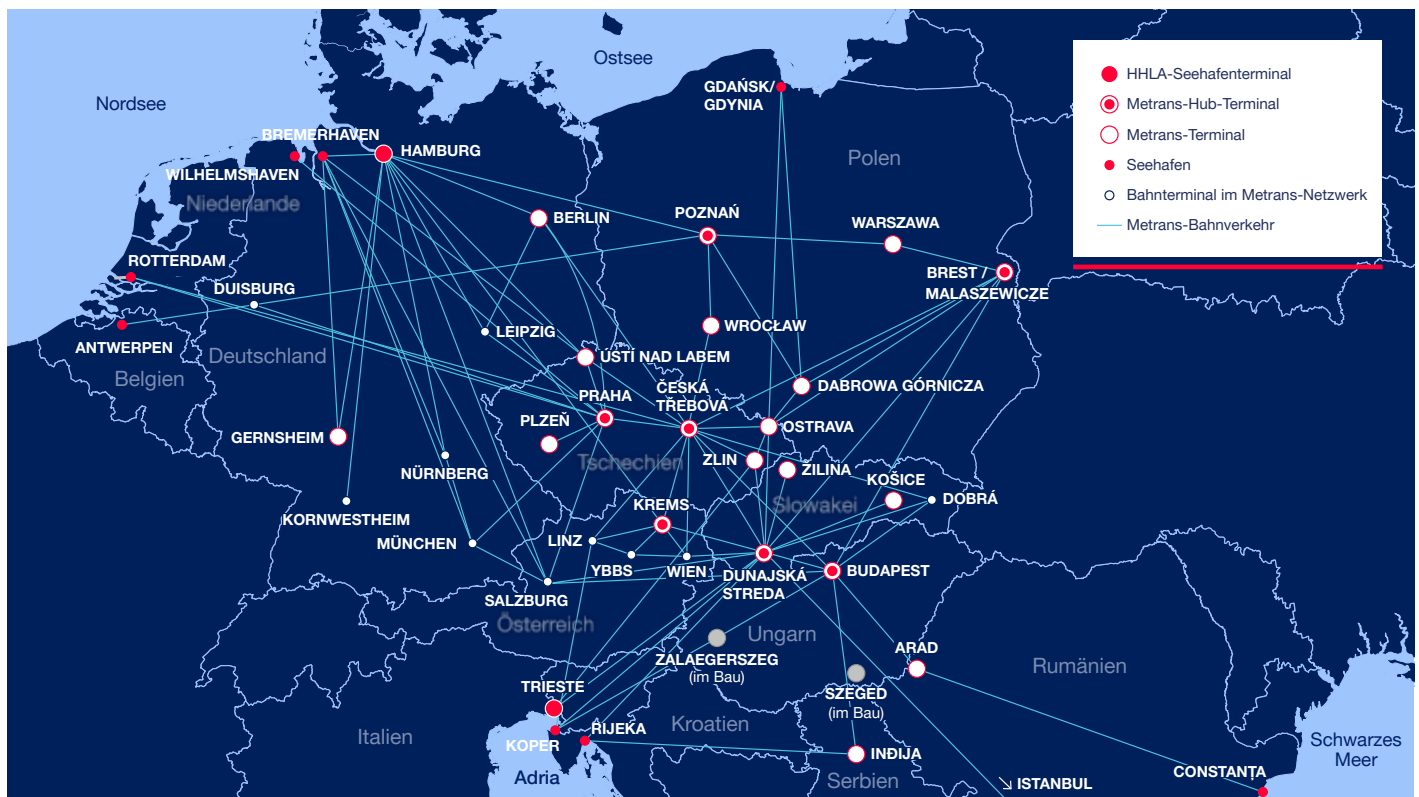 Ostsee
Nordsee
GDAŃSK/
GDYNIA
HHLA-Seehafenterminal
Metrans-Hub-Terminal
Metrans-Terminal
Seehafen
Bahnterminal im Metrans-Netzwerk
Metrans-Bahnverkehr
BREMERHAVEN
HAMBURG
WILHELMSHAVEN
Polen
Niederlande
BERLIN
POZNAŃ
WARSZAWA
ROTTERDAM
DUISBURG
BREST /
MALASZEWICZE
ANTWERPEN
LEIPZIG
WROCŁAW
Deutschland
Belgien
ÚSTÍ NAD LABEM
PRAHA
ČESKÁ
TŘEBOVÁ
DABROWA GÓRNICZA
PLZEŇ
GERNSHEIM
OSTRAVA
NÜRNBERG
Tschechien
ZLIN
ŽILINA
KOŠICE
Slowakei
DOBRÁ
KORNWESTHEIM
KREMS
MÜNCHEN
LINZ
YBBS
WIEN
DUNAJSKÁ
STREDA
BUDAPEST
SALZBURG
Österreich
Ungarn
ZALAEGERSZEG
(im Bau)
ARAD
Rumänien
TRIESTE
SZEGED
(im Bau)
Italien
KOPER
RIJEKA
Kroatien
INĐIJA
Adria
Serbien
↘ ISTANBUL
CONSTANȚA
Schwarzes
Meer